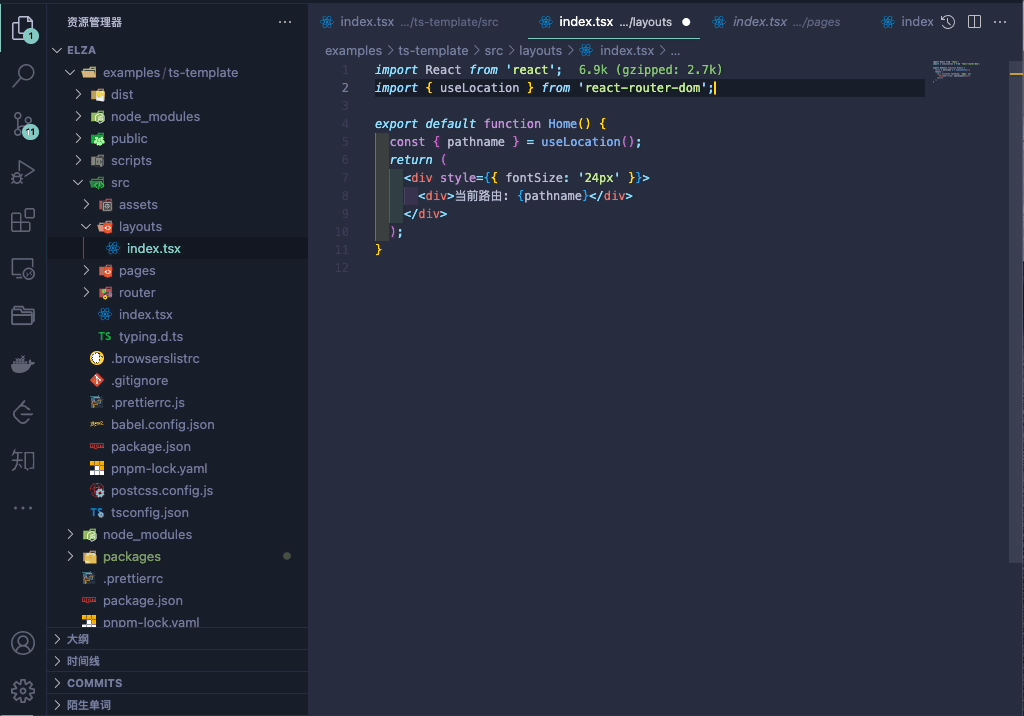 资源管理器
ELZA
examples / ts-template
dist
node_modules
public
scripts
src
assets
layouts
index.tsx
pages
router
index.tsx
TS typing.d.ts
.browserslistrc
.gitignore
.prettierrc.js
babel.config.json
package.json
pnpm-lock.yaml
postcss.config.js
tsconfig.json
node_modules
packages
.prettierrc
package.json
pnpm-lock.yaml
大纲
时间线
COMMITS
陌生单词
1
11
知
index.tsx .../ts-template/src
index.tsx .../layouts
index.tsx .../pages
index
examples > ts-template > src > layouts > index.tsx > ...
1 import React from 'react'; 6.9k (gzipped: 2.7k)
2 import { useLocation } from 'react-router-dom';
3
4 export default function Home() {
5 const { pathname } = useLocation();
6 return (
7 <div style={{ fontSize: '24px' }}>
8 <div>当前路由: {pathname}</div>
9 </div>
10 );
11 }
12